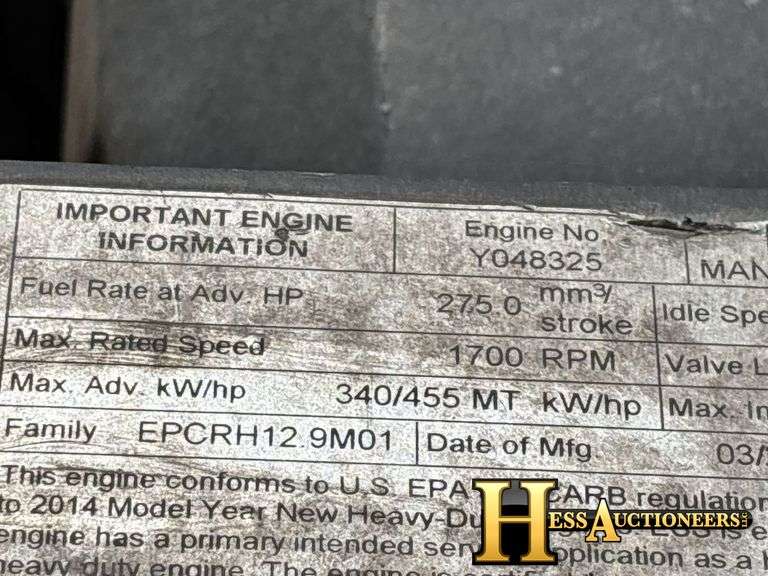 IMPORTANT ENGINE INFORMATION
Engine No
Y048325
MAN
Fuel Rate at Adv. HP 275.0 mm³/stroke
Idle Spe
Max. Rated Speed 1700 RPM
Valve L
Max. Adv. kW/hp 340/455 MT kW/hp
Max. In
Family EPCRH12.9M01
Date of Mfg 03/
This engine conforms to U.S. EPA CARB regulation
to 2014 Model Year New Heavy-Du
engine has a primary intended ser application as a h
heavy duty engine. The engine is
HESS AUCTIONEERS LLC